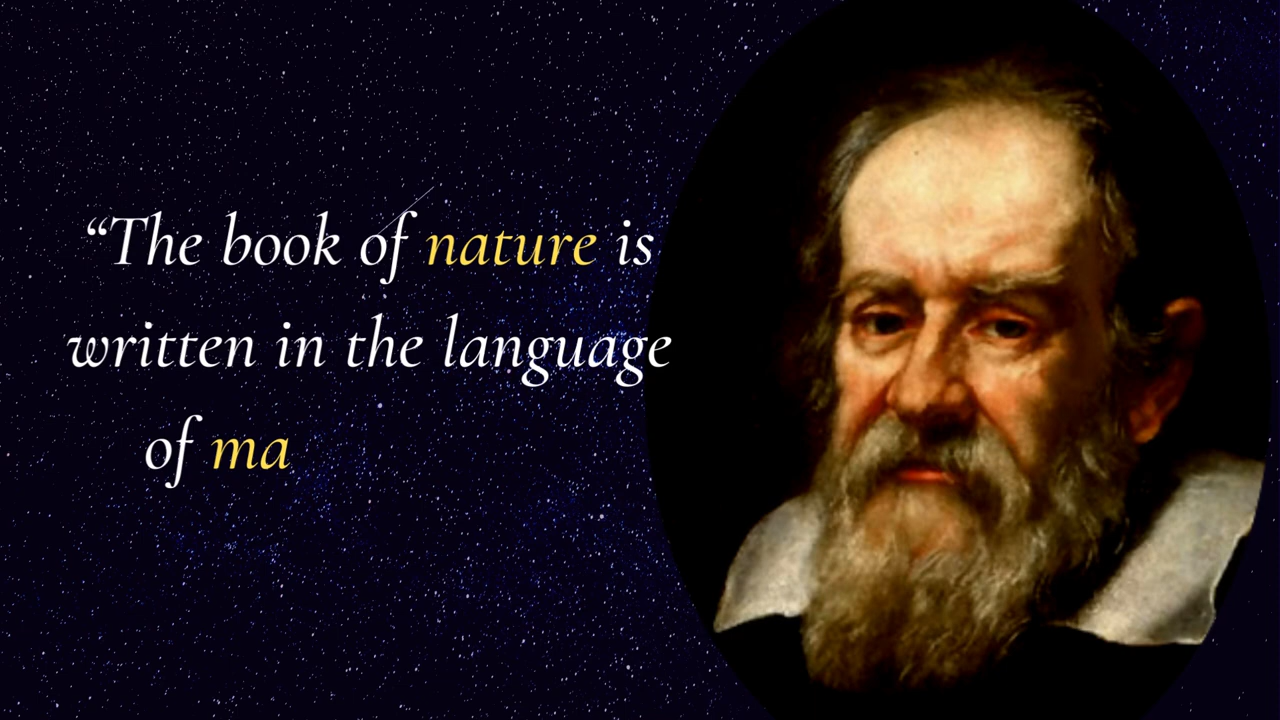 “The book of nature is
written in the language
of ma